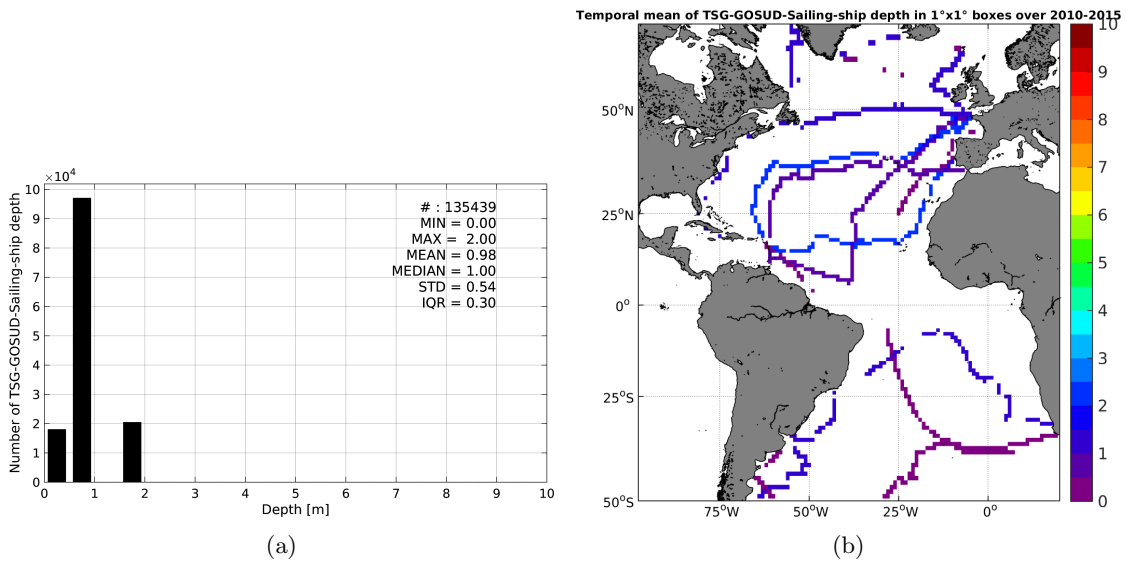 Temporal mean of TSG-GOSUD-Sailing-ship depth in 1°x1° boxes over 2010-2015
×10⁴
10
9
8
7
6
5
4
3
2
1
0
Number of TSG-GOSUD-Sailing-ship depth
# : 135439
MIN = 0.00
MAX = 2.00
MEAN = 0.98
MEDIAN = 1.00
STD = 0.54
IQR = 0.30
0 1 2 3 4 5 6 7 8 9 10
Depth [m]
(a)
50°N
25°N
0°
25°S
50°S
75°W 50°W 25°W 0°
10
9
8
7
6
5
4
3
2
1
0
(b)